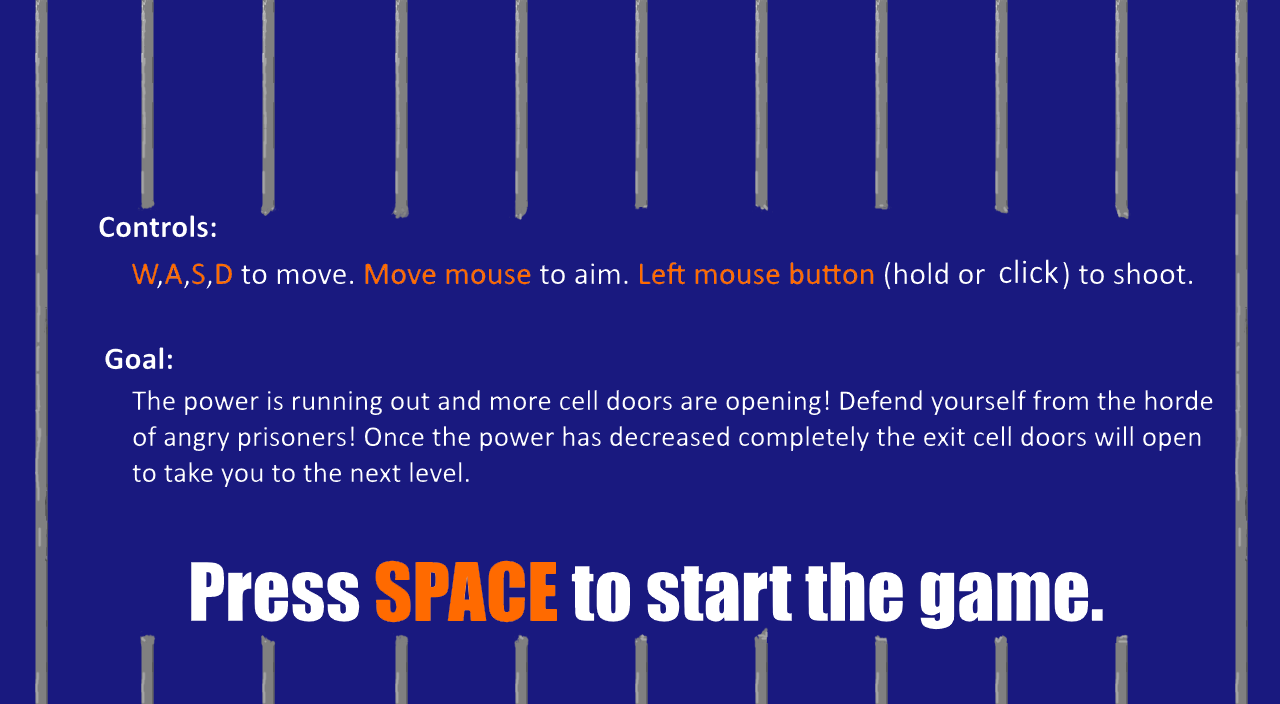 Controls:
W,A,S,D to move. Move mouse to aim. Left mouse button (hold or click) to shoot.
Goal:
The power is running out and more cell doors are opening! Defend yourself from the horde
of angry prisoners! Once the power has decreased completely the exit cell doors will open
to take you to the next level.
Press SPACE to start the game.